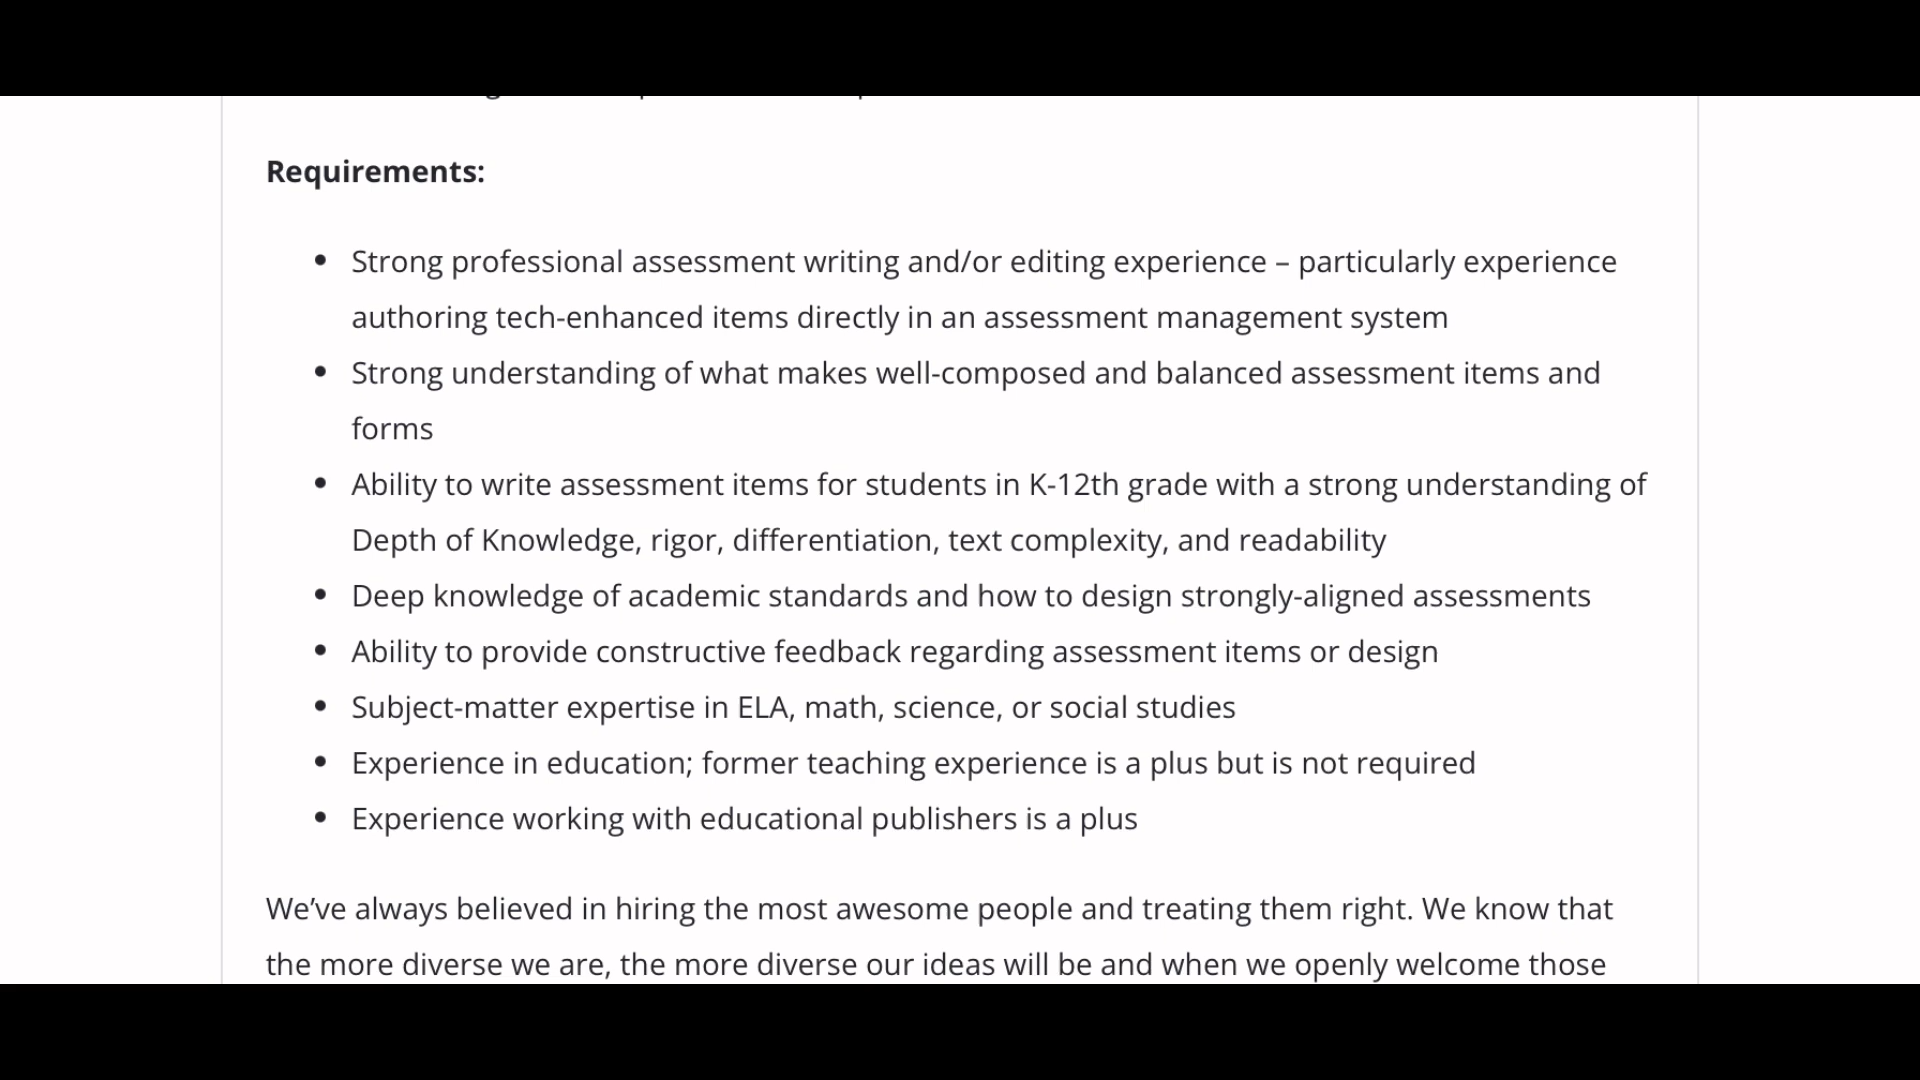 Requirements:
• Strong professional assessment writing and/or editing experience – particularly experience
authoring tech-enhanced items directly in an assessment management system
• Strong understanding of what makes well-composed and balanced assessment items and
forms
• Ability to write assessment items for students in K-12th grade with a strong understanding of
Depth of Knowledge, rigor, differentiation, text complexity, and readability
• Deep knowledge of academic standards and how to design strongly-aligned assessments
• Ability to provide constructive feedback regarding assessment items or design
• Subject-matter expertise in ELA, math, science, or social studies
• Experience in education; former teaching experience is a plus but is not required
• Experience working with educational publishers is a plus
We’ve always believed in hiring the most awesome people and treating them right. We know that
the more diverse we are, the more diverse our ideas will be and when we openly welcome those